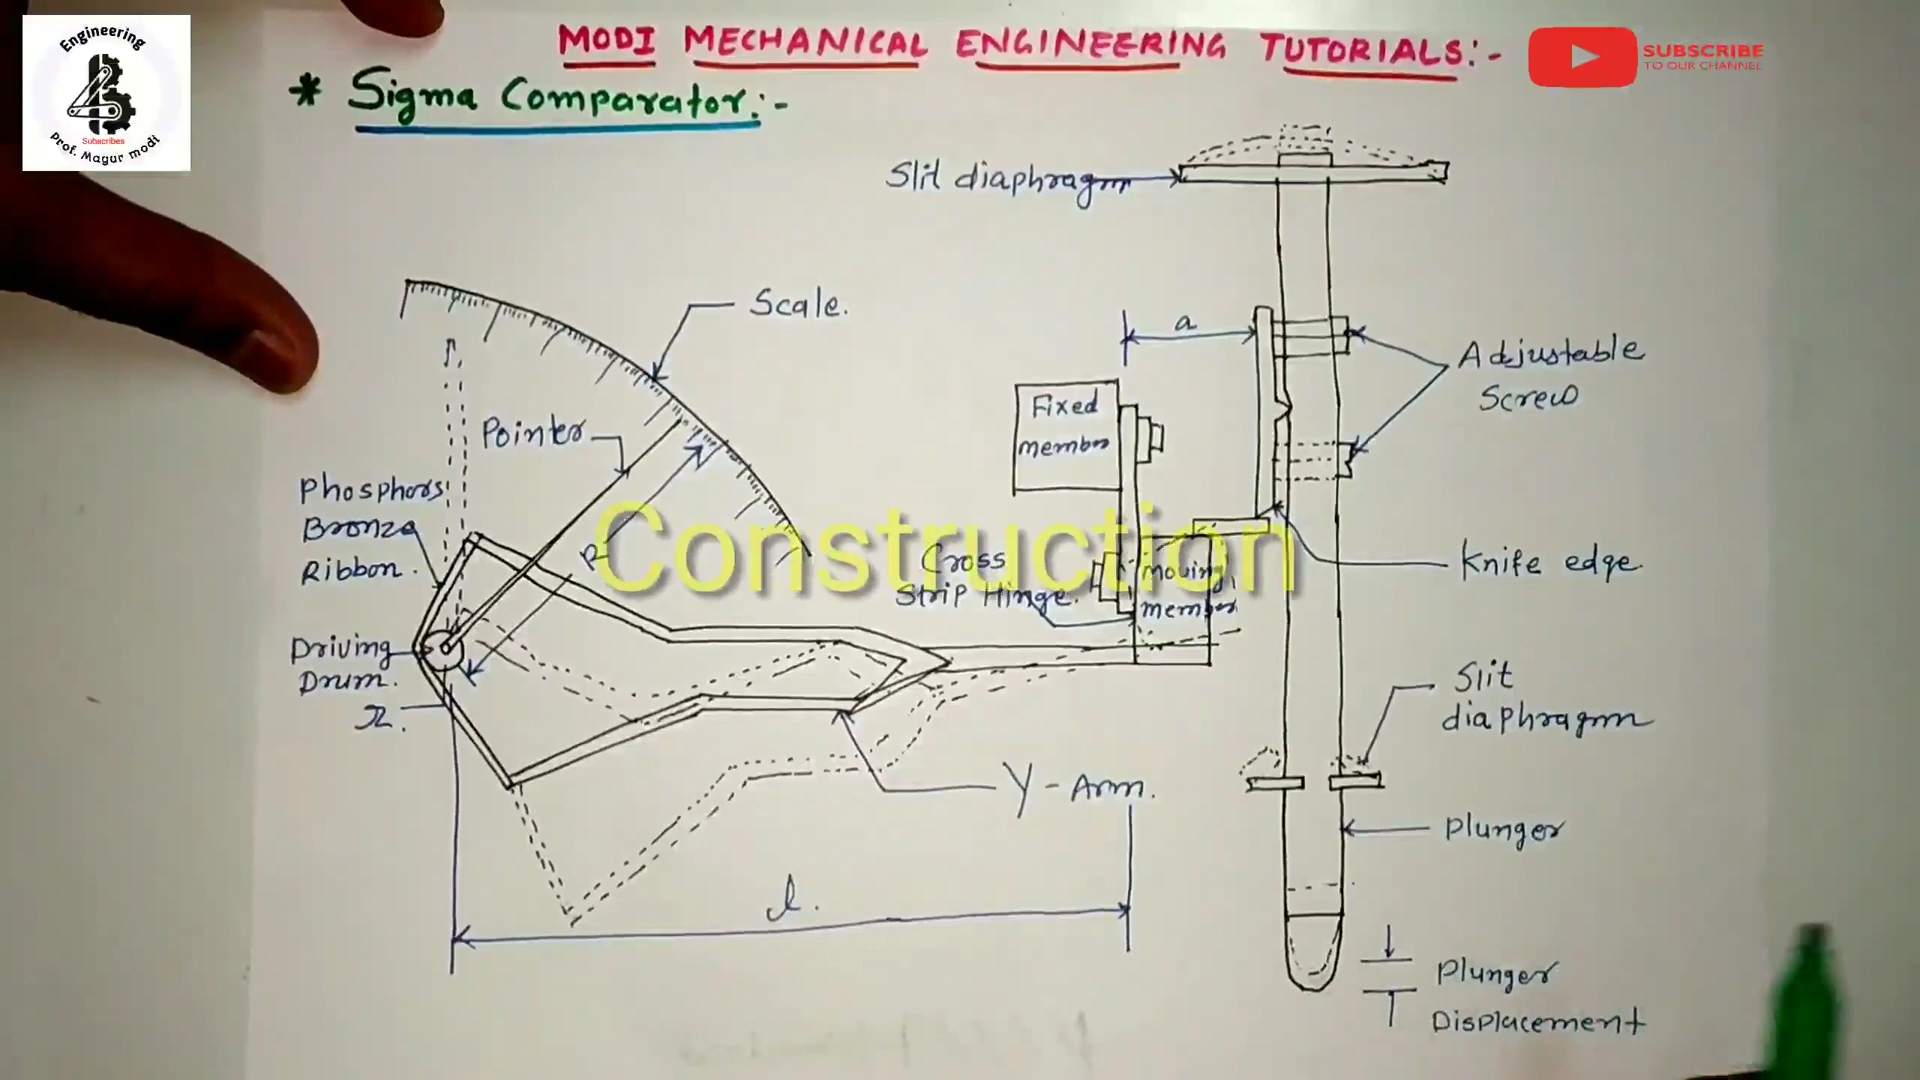 Engineering
Subscribes
Prof. Mayur modi
MODI MECHANICAL ENGINEERING TUTORIALS:-
SUBSCRIBE
TO OUR CHANNEL
* Sigma Comparator:-
Slit diaphragm
Scale.
a
Adjustable
Screw
Fixed
member
Pointer
Phosphors
Bronze
Ribbon.
R
Construction
Cross
Strip Hinge.
moving
member
Knife edge
Driving
Drum.
r.
Slit
diaphragm
Y-Arm.
Plunger
l.
Plunger
Displacement